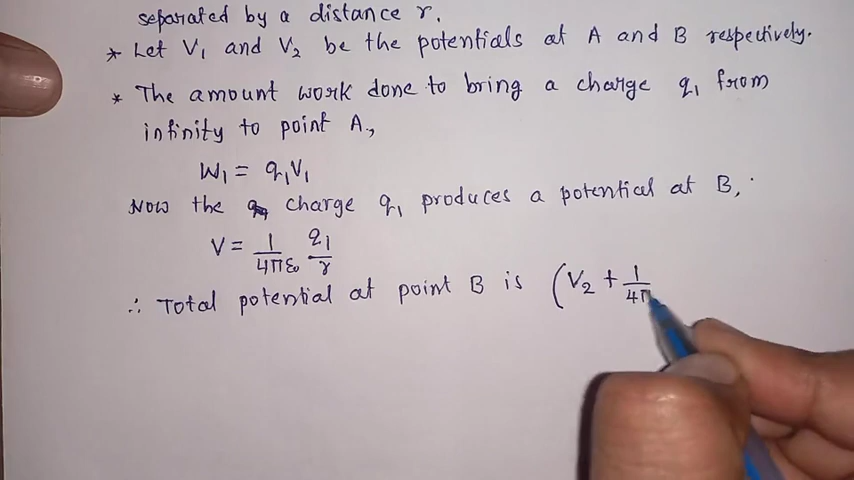 separated by a distance r.
* Let V₁ and V₂ be the potentials at A and B respectively.
* The amount work done to bring a charge q₁ from
infinity to point A.,
W₁ = q₁V₁
Now the charge q₁ produces a potential at B,
V = 1/4πε₀ q₁/r
∴ Total potential at point B is (V₂ + 1/4π